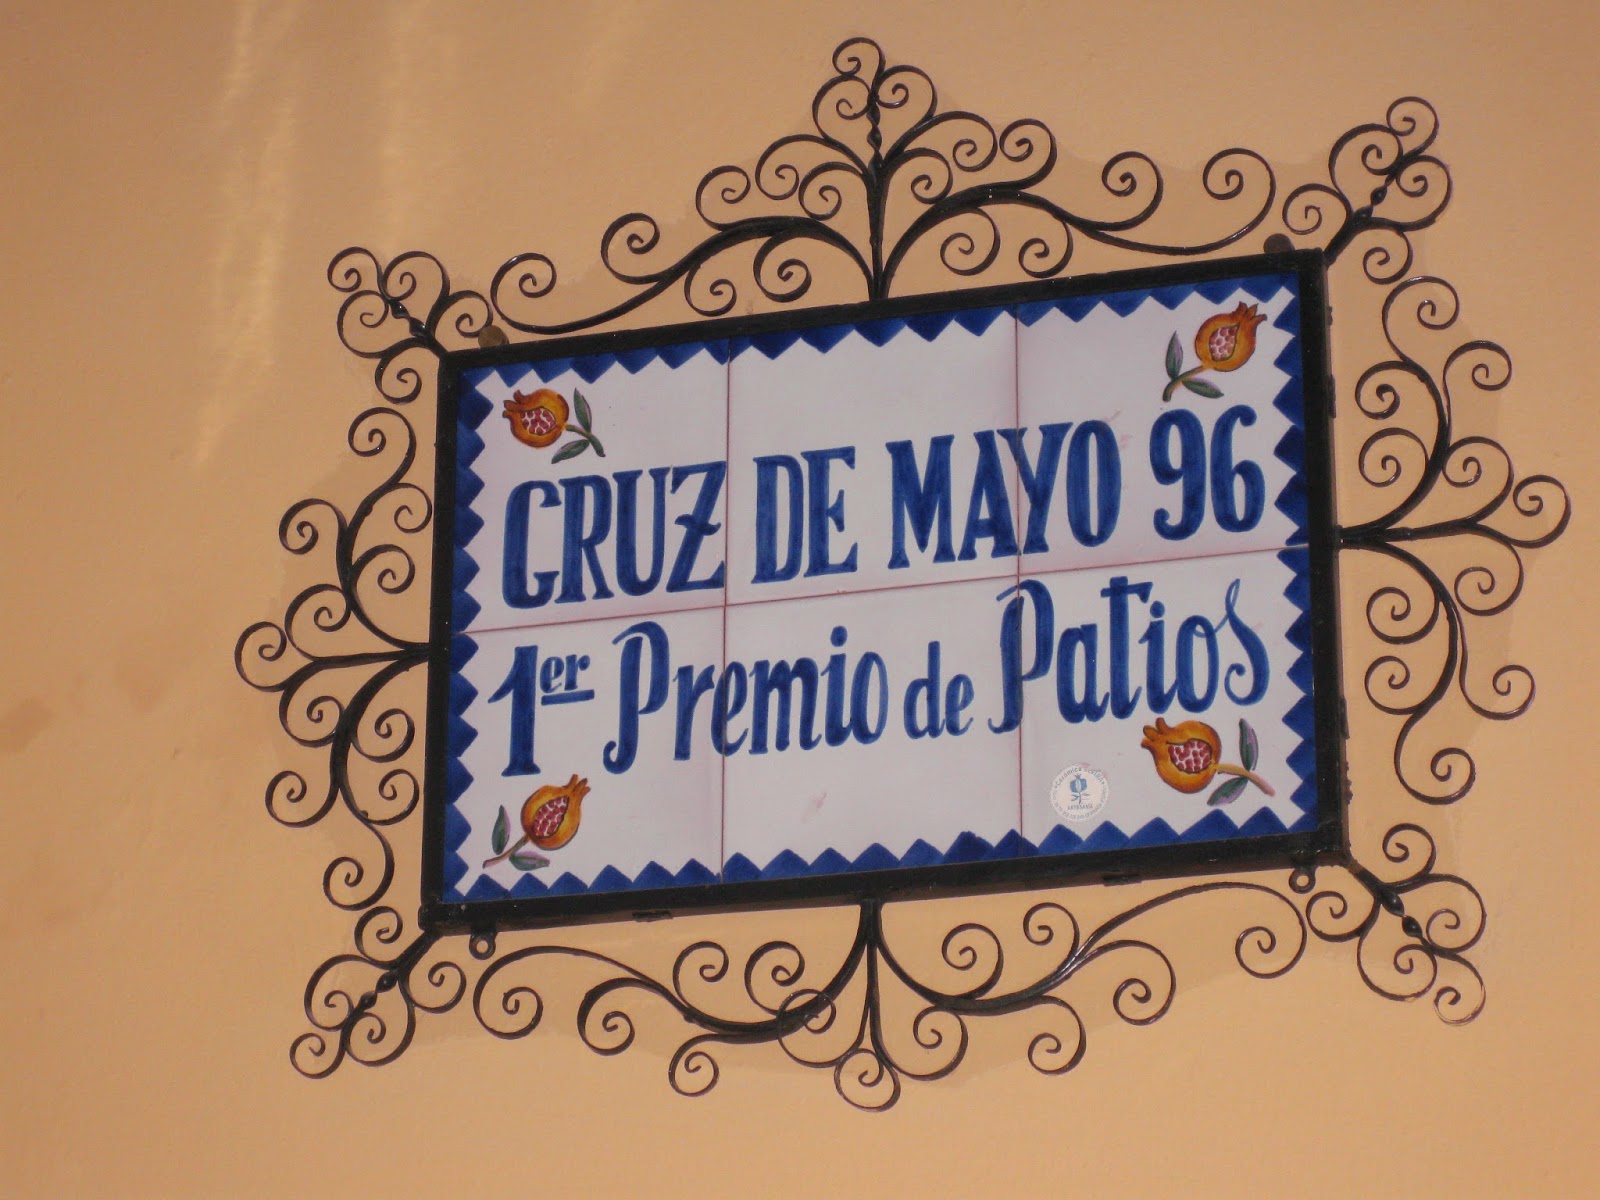 CRUZ DE MAYO 96
1er Premio de Patios